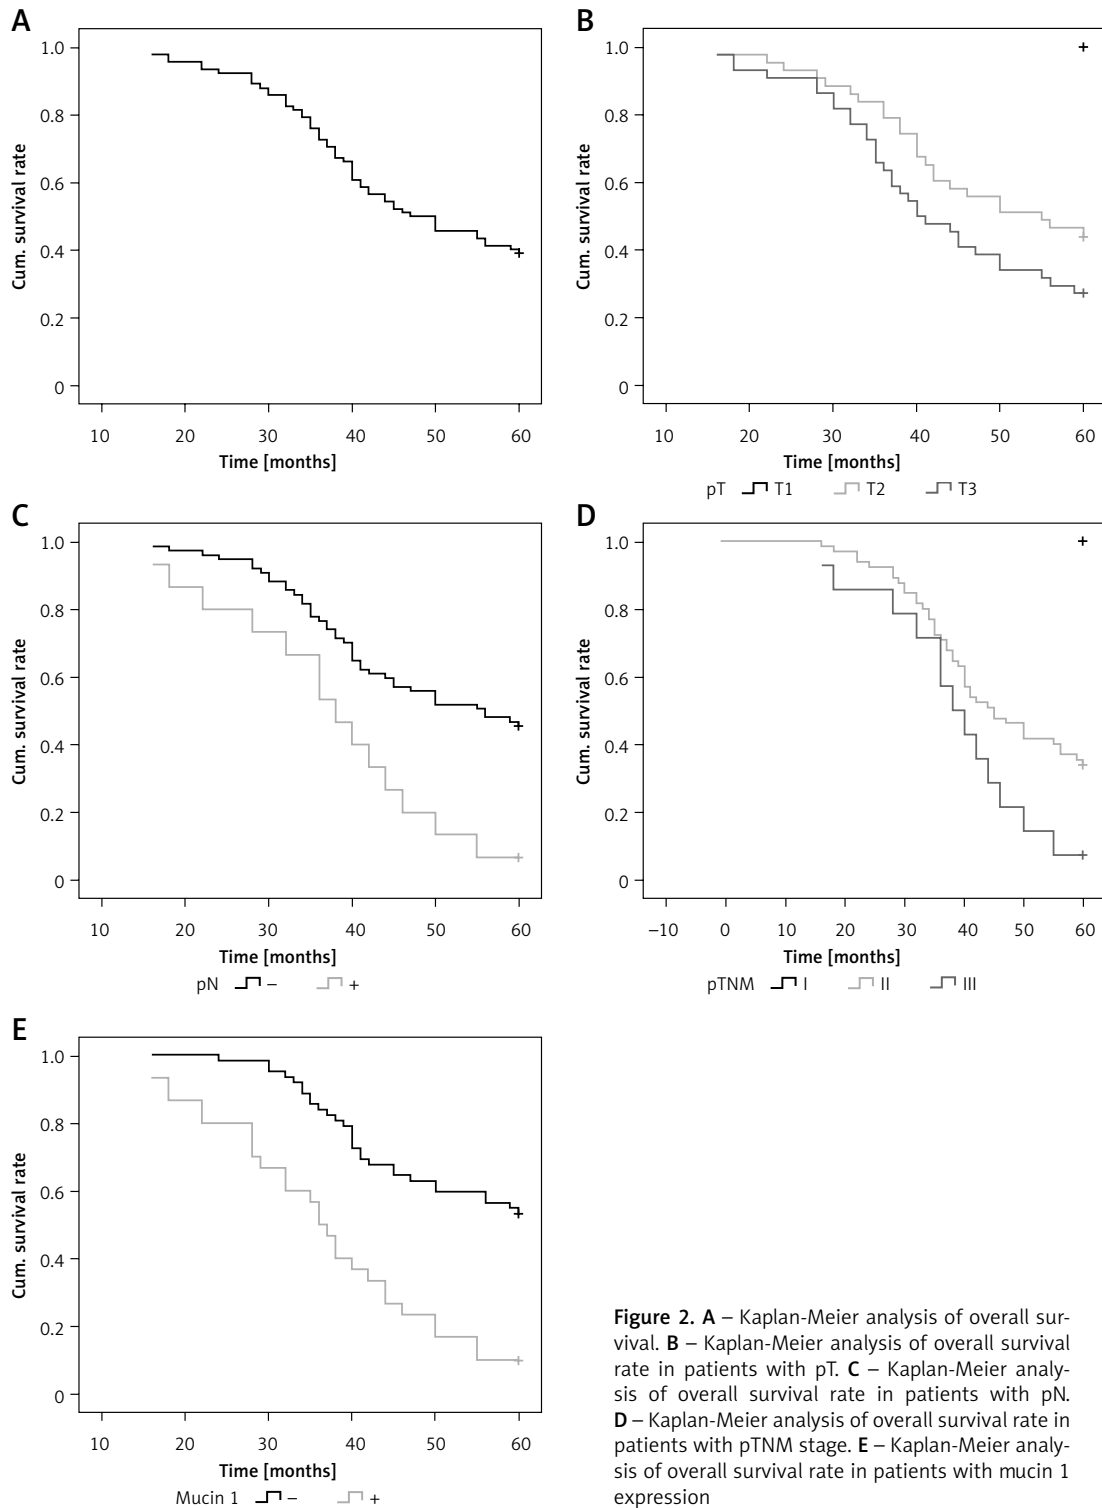 A
Cum. survival rate
1.0
0.8
0.6
0.4
0.2
0
10 20 30 40 50 60
Time [months]
B
Cum. survival rate
1.0
0.8
0.6
0.4
0.2
0
10 20 30 40 50 60
Time [months]
pT T1 T2 T3
C
Cum. survival rate
1.0
0.8
0.6
0.4
0.2
0
10 20 30 40 50 60
Time [months]
pN – +
D
Cum. survival rate
1.0
0.8
0.6
0.4
0.2
0
–10 0 10 20 30 40 50 60
Time [months]
pTNM I II III
E
Cum. survival rate
1.0
0.8
0.6
0.4
0.2
0
10 20 30 40 50 60
Time [months]
Mucin 1 – +
Figure 2. A – Kaplan-Meier analysis of overall sur-
vival. B – Kaplan-Meier analysis of overall survival
rate in patients with pT. C – Kaplan-Meier analy-
sis of overall survival rate in patients with pN.
D – Kaplan-Meier analysis of overall survival rate in
patients with pTNM stage. E – Kaplan-Meier analy-
sis of overall survival rate in patients with mucin 1
expression